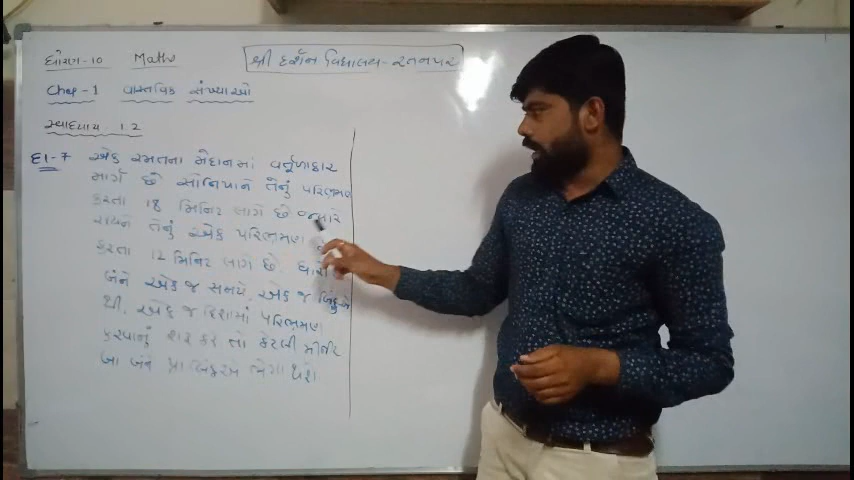 ધોરણ-10 Maths
શ્રી દર્શન વિદ્યાલય - રતનપર
Chap-1 વાસ્તવિક સંખ્યાઓ
સ્વાધ્યાય 1.2
દા-7 એક રમતના મેદાનમાં વર્તુળાકાર
માર્ગ છે સોનિયાને તેનું પરિભ્રમણ
કરતા 18 મિનિટ લાગે છે જ્યારે
રવિને તેનું એક પરિભ્રમણ
કરતા 12 મિનિટ લાગે છે. ધારો
બંને એક જ સમયે, એક જ બિંદુએ
થી, એક જ દિશામાં પરિભ્રમણ
કરવાનું શરૂ કરે તો કેટલી મીનીટ
બા બંને પ્રા બિંદુએ ભેગા થશે